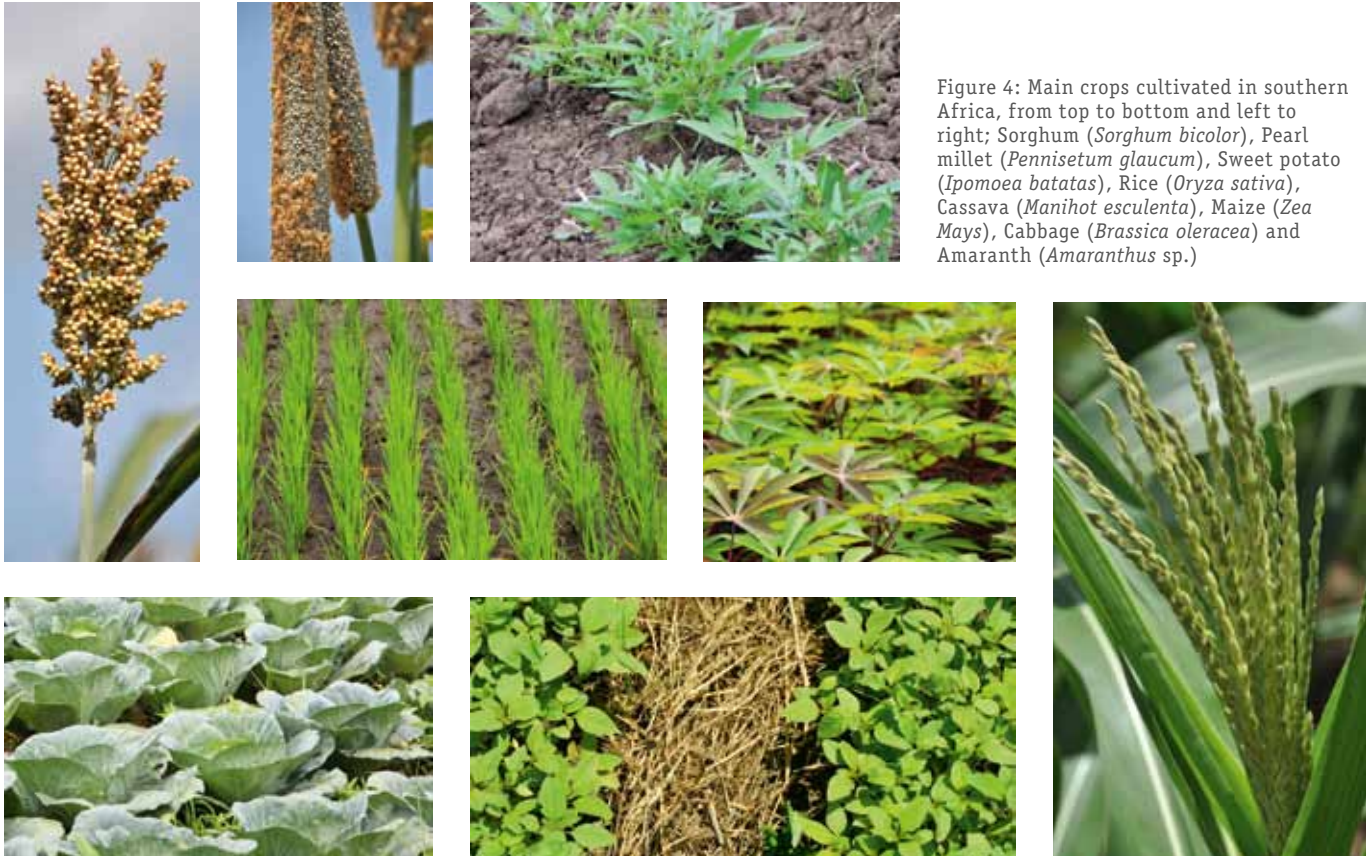 Figure 4: Main crops cultivated in southern
Africa, from top to bottom and left to
right; Sorghum (Sorghum bicolor), Pearl
millet (Pennisetum glaucum), Sweet potato
(Ipomoea batatas), Rice (Oryza sativa),
Cassava (Manihot esculenta), Maize (Zea
Mays), Cabbage (Brassica oleracea) and
Amaranth (Amaranthus sp.)